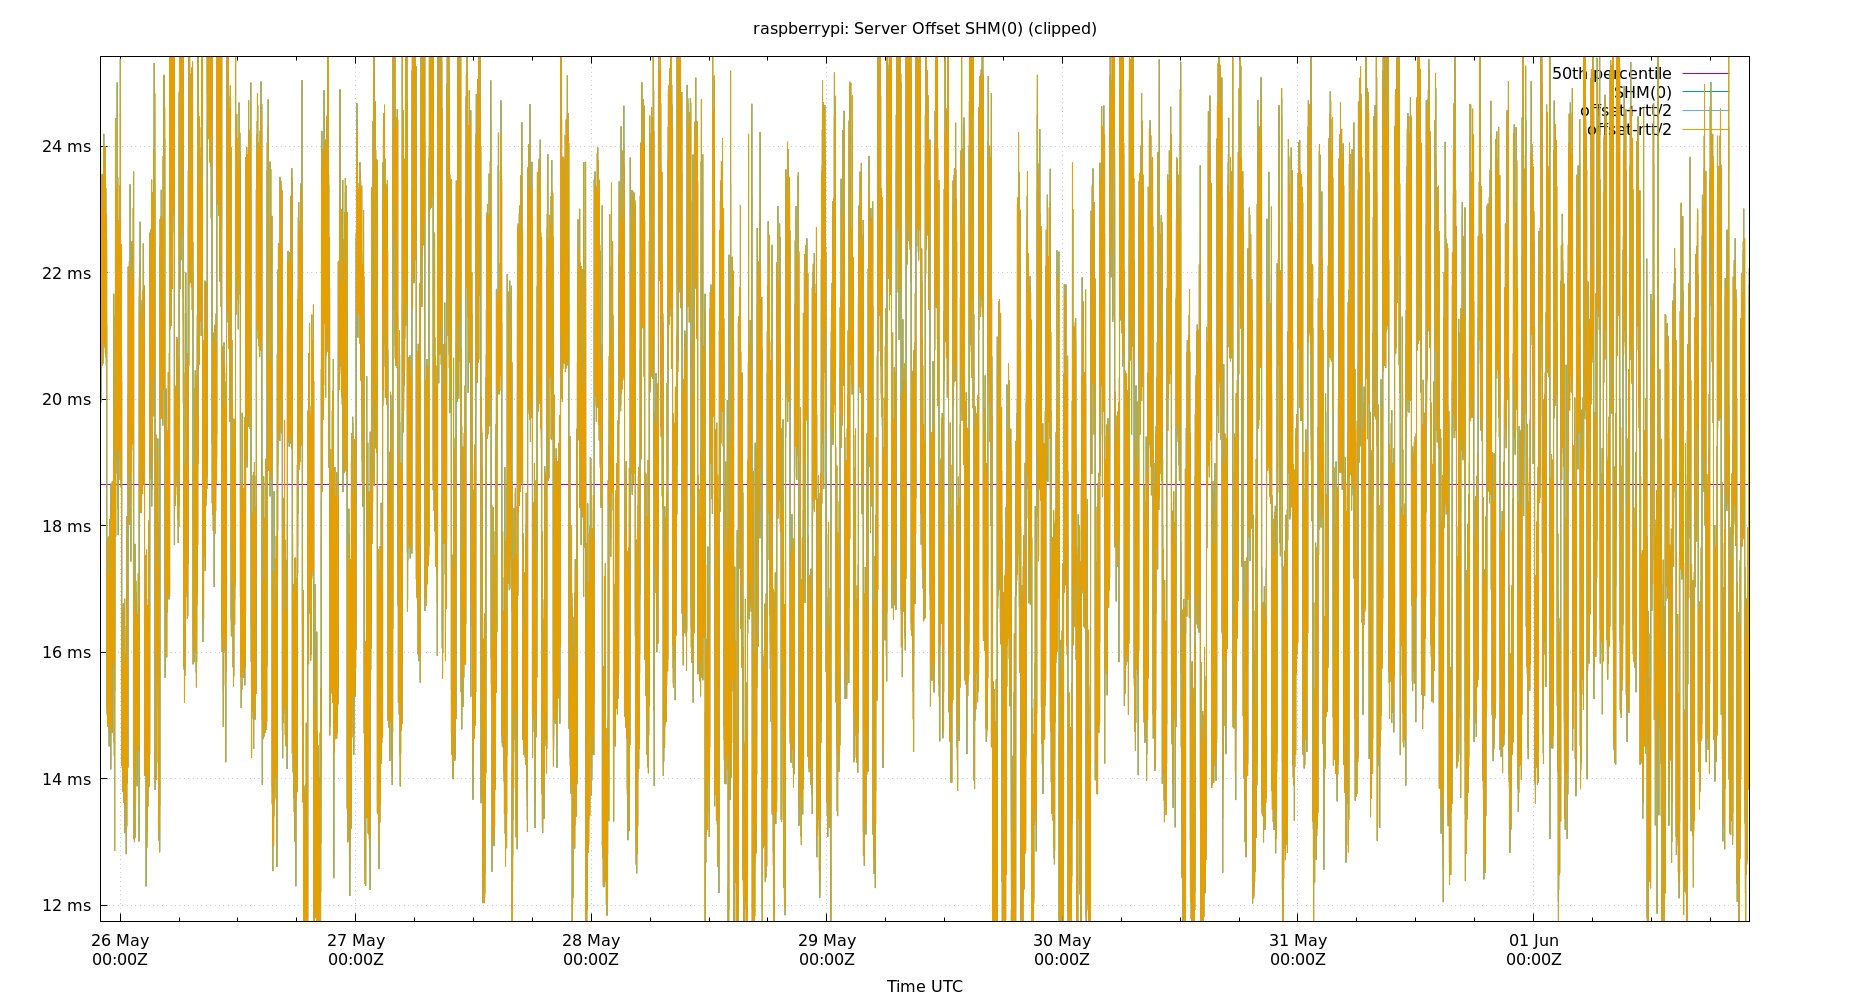 raspberrypi: Server Offset SHM(0) (clipped)
50th percentile
SHM(0)
offset+rtt/2
offset-rtt/2
24 ms
22 ms
20 ms
18 ms
16 ms
14 ms
12 ms
26 May 27 May 28 May 29 May 30 May 31 May 01 Jun
00:00Z 00:00Z 00:00Z 00:00Z 00:00Z 00:00Z 00:00Z
Time UTC